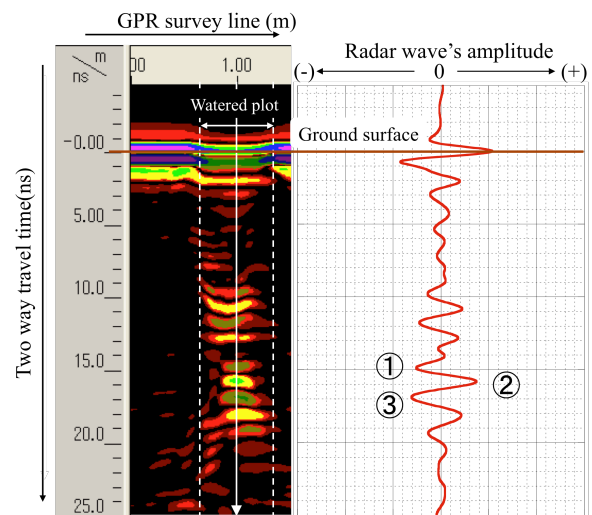 GPR survey line (m)
Radar wave's amplitude
(-) 0 (+)
m
ns
00 1.00
Watered plot
Ground surface
-0.00
5.00
10.0
15.0
20.0
25.0
Two way travel time(ns)
①
②
③